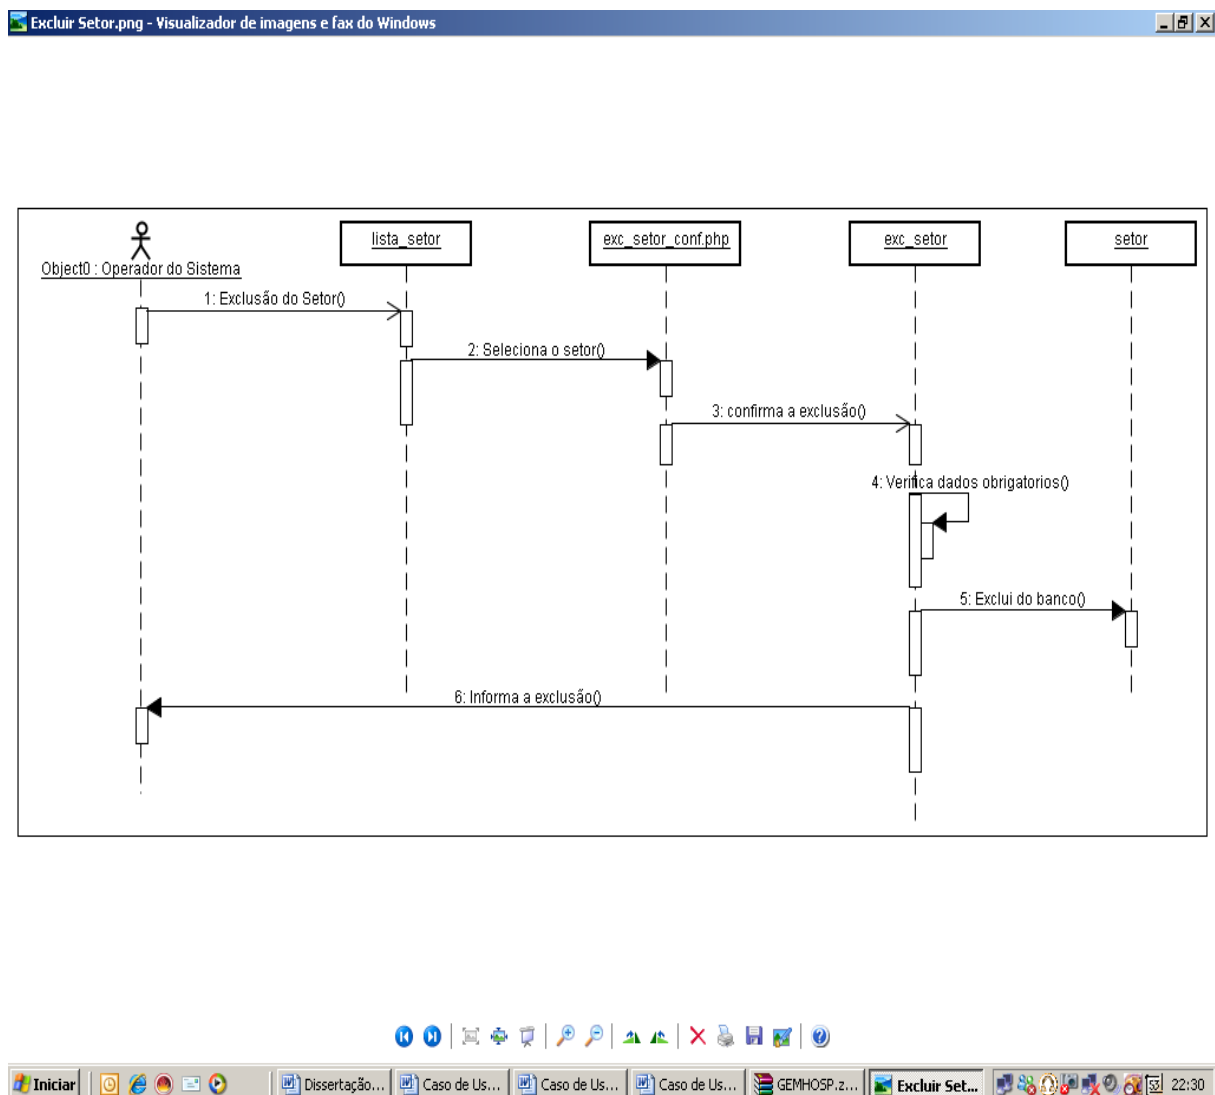 Excluir Setor.png - Visualizador de imagens e fax do Windows
lista_setor
exc_setor_conf.php
exc_setor
setor
Object0 : Operador do Sistema
1: Exclusão do Setor()
2: Seleciona o setor()
3: confirma a exclusão()
4: Verifica dados obrigatorios()
5: Exclui do banco()
6: Informa a exclusão()
Iniciar
Dissertação...
Caso de Us...
Caso de Us...
Caso de Us...
GEMHOSP.z...
Excluir Set...
22:30